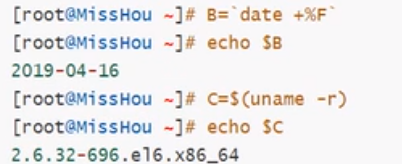 [root@MissHou ~]# B=`date +%F`
[root@MissHou ~]# echo $B
2019-04-16
[root@MissHou ~]# C=$(uname -r)
[root@MissHou ~]# echo $C
2.6.32-696.el6.x86_64